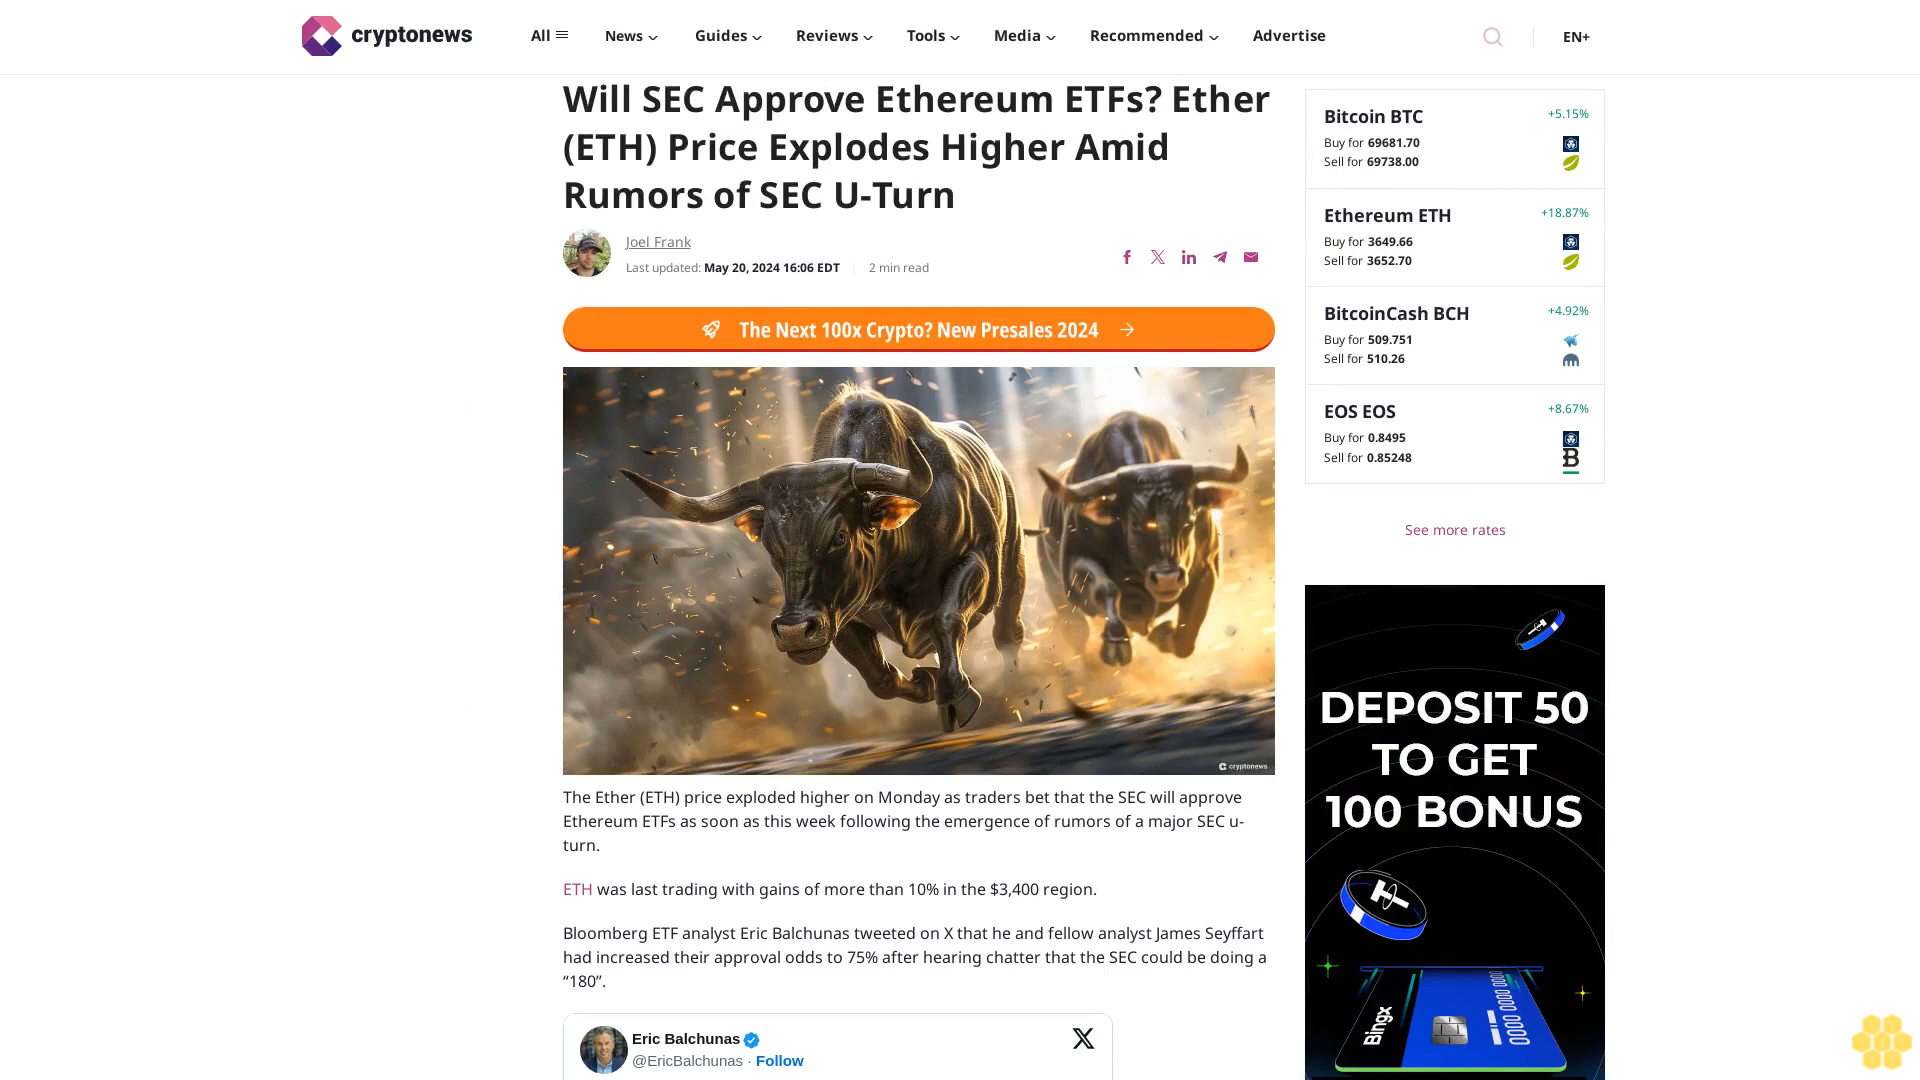 cryptonews
All
News
Guides
Reviews
Tools
Media
Recommended
Advertise
EN+
Will SEC Approve Ethereum ETFs? Ether
(ETH) Price Explodes Higher Amid
Rumors of SEC U-Turn
Joel Frank
Last updated: May 20, 2024 16:06 EDT
2 min read
The Next 100x Crypto? New Presales 2024
cryptonews
The Ether (ETH) price exploded higher on Monday as traders bet that the SEC will approve
Ethereum ETFs as soon as this week following the emergence of rumors of a major SEC u-
turn.
ETH was last trading with gains of more than 10% in the $3,400 region.
Bloomberg ETF analyst Eric Balchunas tweeted on X that he and fellow analyst James Seyffart
had increased their approval odds to 75% after hearing chatter that the SEC could be doing a
“180”.
Eric Balchunas
@EricBalchunas · Follow
Bitcoin BTC
+5.15%
Buy for 69681.70
Sell for 69738.00
Ethereum ETH
+18.87%
Buy for 3649.66
Sell for 3652.70
BitcoinCash BCH
+4.92%
Buy for 509.751
Sell for 510.26
EOS EOS
+8.67%
Buy for 0.8495
Sell for 0.85248
See more rates
DEPOSIT 50
TO GET
100 BONUS
Bingx